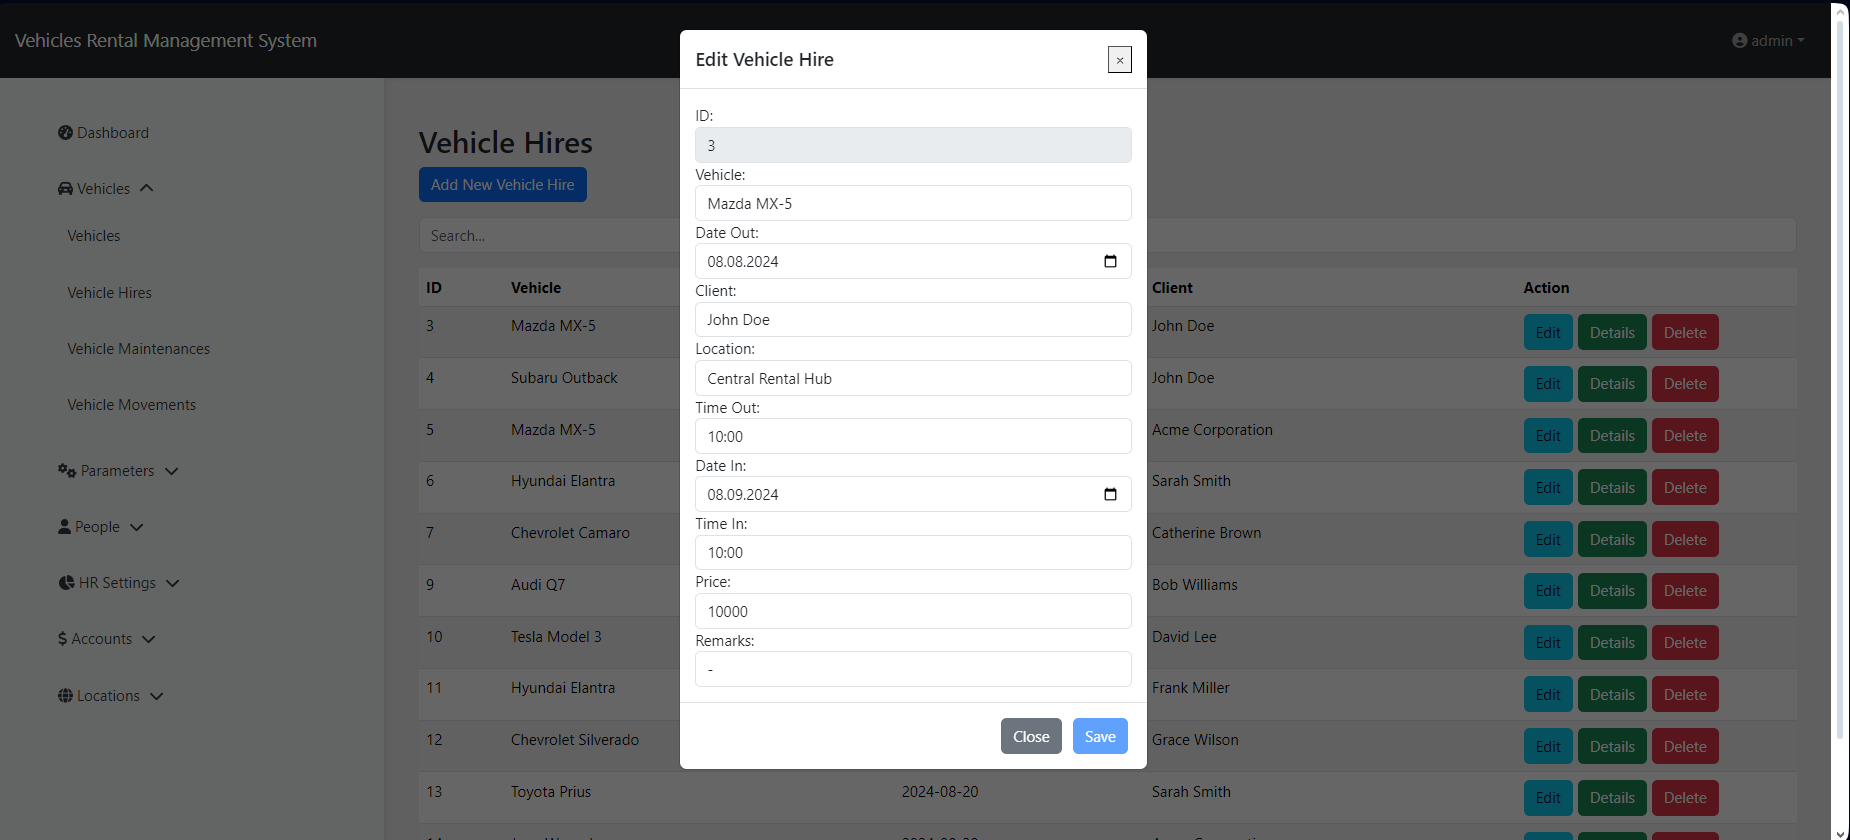 Vehicles Rental Management System
admin
Dashboard
Vehicles
Vehicles
Vehicle Hires
Vehicle Maintenances
Vehicle Movements
Parameters
People
HR Settings
$ Accounts
Locations
Vehicle Hires
Add New Vehicle Hire
Search...
ID Vehicle Client Action
3 Mazda MX-5 John Doe Edit Details Delete
4 Subaru Outback John Doe Edit Details Delete
5 Mazda MX-5 Acme Corporation Edit Details Delete
6 Hyundai Elantra Sarah Smith Edit Details Delete
7 Chevrolet Camaro Catherine Brown Edit Details Delete
9 Audi Q7 Bob Williams Edit Details Delete
10 Tesla Model 3 David Lee Edit Details Delete
11 Hyundai Elantra Frank Miller Edit Details Delete
12 Chevrolet Silverado Grace Wilson Edit Details Delete
13 Toyota Prius 2024-08-20 Sarah Smith Edit Details Delete
Edit Vehicle Hire
×
ID:
3
Vehicle:
Mazda MX-5
Date Out:
08.08.2024
Client:
John Doe
Location:
Central Rental Hub
Time Out:
10:00
Date In:
08.09.2024
Time In:
10:00
Price:
10000
Remarks:
-
Close Save